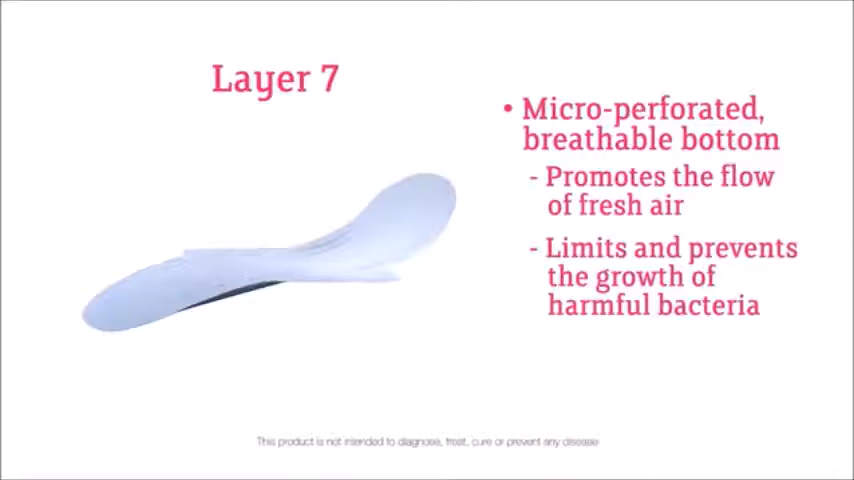 Layer 7
• Micro-perforated,
breathable bottom
- Promotes the flow
of fresh air
- Limits and prevents
the growth of
harmful bacteria
This product is not intended to diagnose, treat, cure or prevent any disease